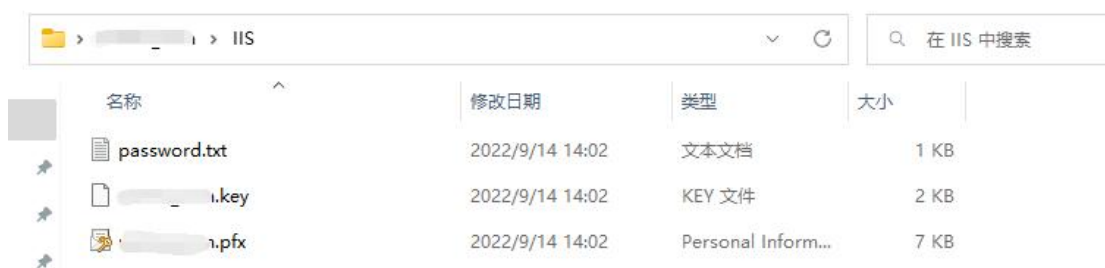 > > IIS
在 IIS 中搜索
名称 修改日期 类型 大小
password.txt 2022/9/14 14:02 文本文档 1 KB
.key 2022/9/14 14:02 KEY 文件 2 KB
.pfx 2022/9/14 14:02 Personal Inform... 7 KB